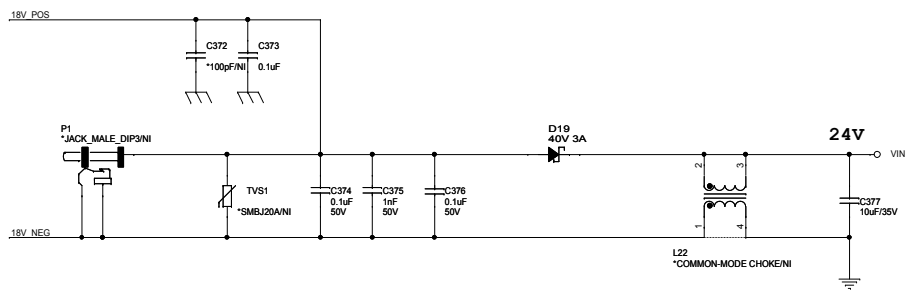 18V_POS
C372
*100pF/NI
C373
0.1uF
P1
*JACK_MALE_DIP3/NI
D19
40V 3A
24V
VIN
TVS1
*SMBJ20A/NI
C374
0.1uF
50V
C375
1nF
50V
C376
0.1uF
50V
2
3
1
4
C377
10uF/35V
18V_NEG
L22
*COMMON-MODE CHOKE/NI